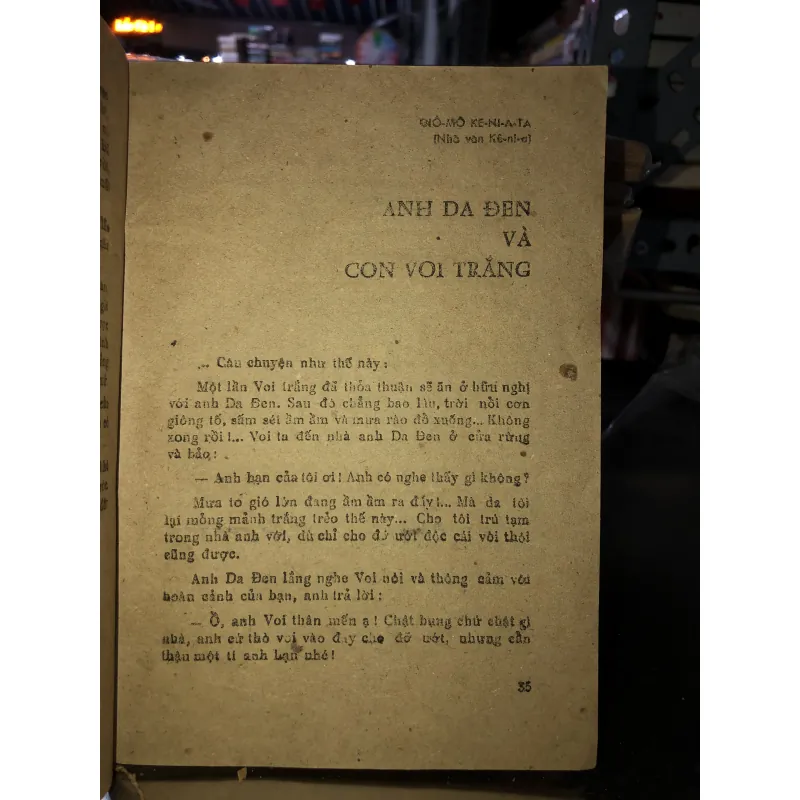 GIÔ-MÔ KÊ-NI-A-TA
(Nhà văn Kê-ni-a)
ANH DA ĐEN
VÀ
CON VOI TRẮNG
... Câu chuyện như thế này:
Một lần Voi trắng đã thỏa thuận sẽ ăn ở hữu nghị
với anh Da Đen. Sau đó chẳng bao lâu, trời nổi cơn
giông tố, sấm sét ầm ầm và mưa rào đổ xuống... Không
xong rồi!... Voi ta đến nhà anh Da Đen ở cửa rừng
và bảo:
— Anh bạn của tôi ơi! Anh có nghe thấy gì không?
Mưa to gió lớn đang ầm ầm ra đấy!... Mà da tôi
lại mỏng mảnh trắng trẻo thế này... Cho tôi trú tạm
trong nhà anh với, dù chỉ cho đỡ ướt độc cái vòi thôi
cũng được.
Anh Da Đen lắng nghe Voi nói và thông cảm với
hoàn cảnh của bạn, anh trả lời:
— Ồ, anh Voi thân mến ạ! Chật bụng chứ chật gì
nhà, anh cứ thò vòi vào đây cho đỡ ướt, nhưng cẩn
thận một tí anh bạn nhé!
35